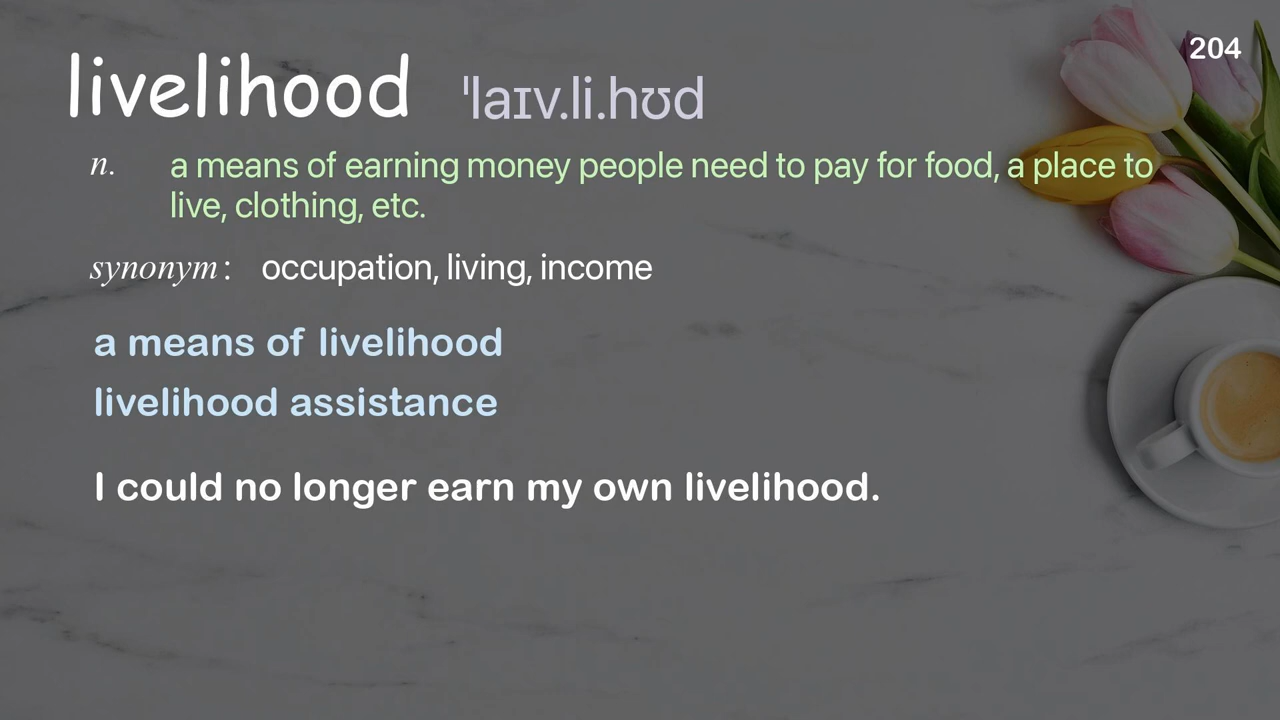 204
livelihood ˈlaɪv.li.hʊd
n. a means of earning money people need to pay for food, a place to
live, clothing, etc.
synonym : occupation, living, income
a means of livelihood
livelihood assistance
I could no longer earn my own livelihood.